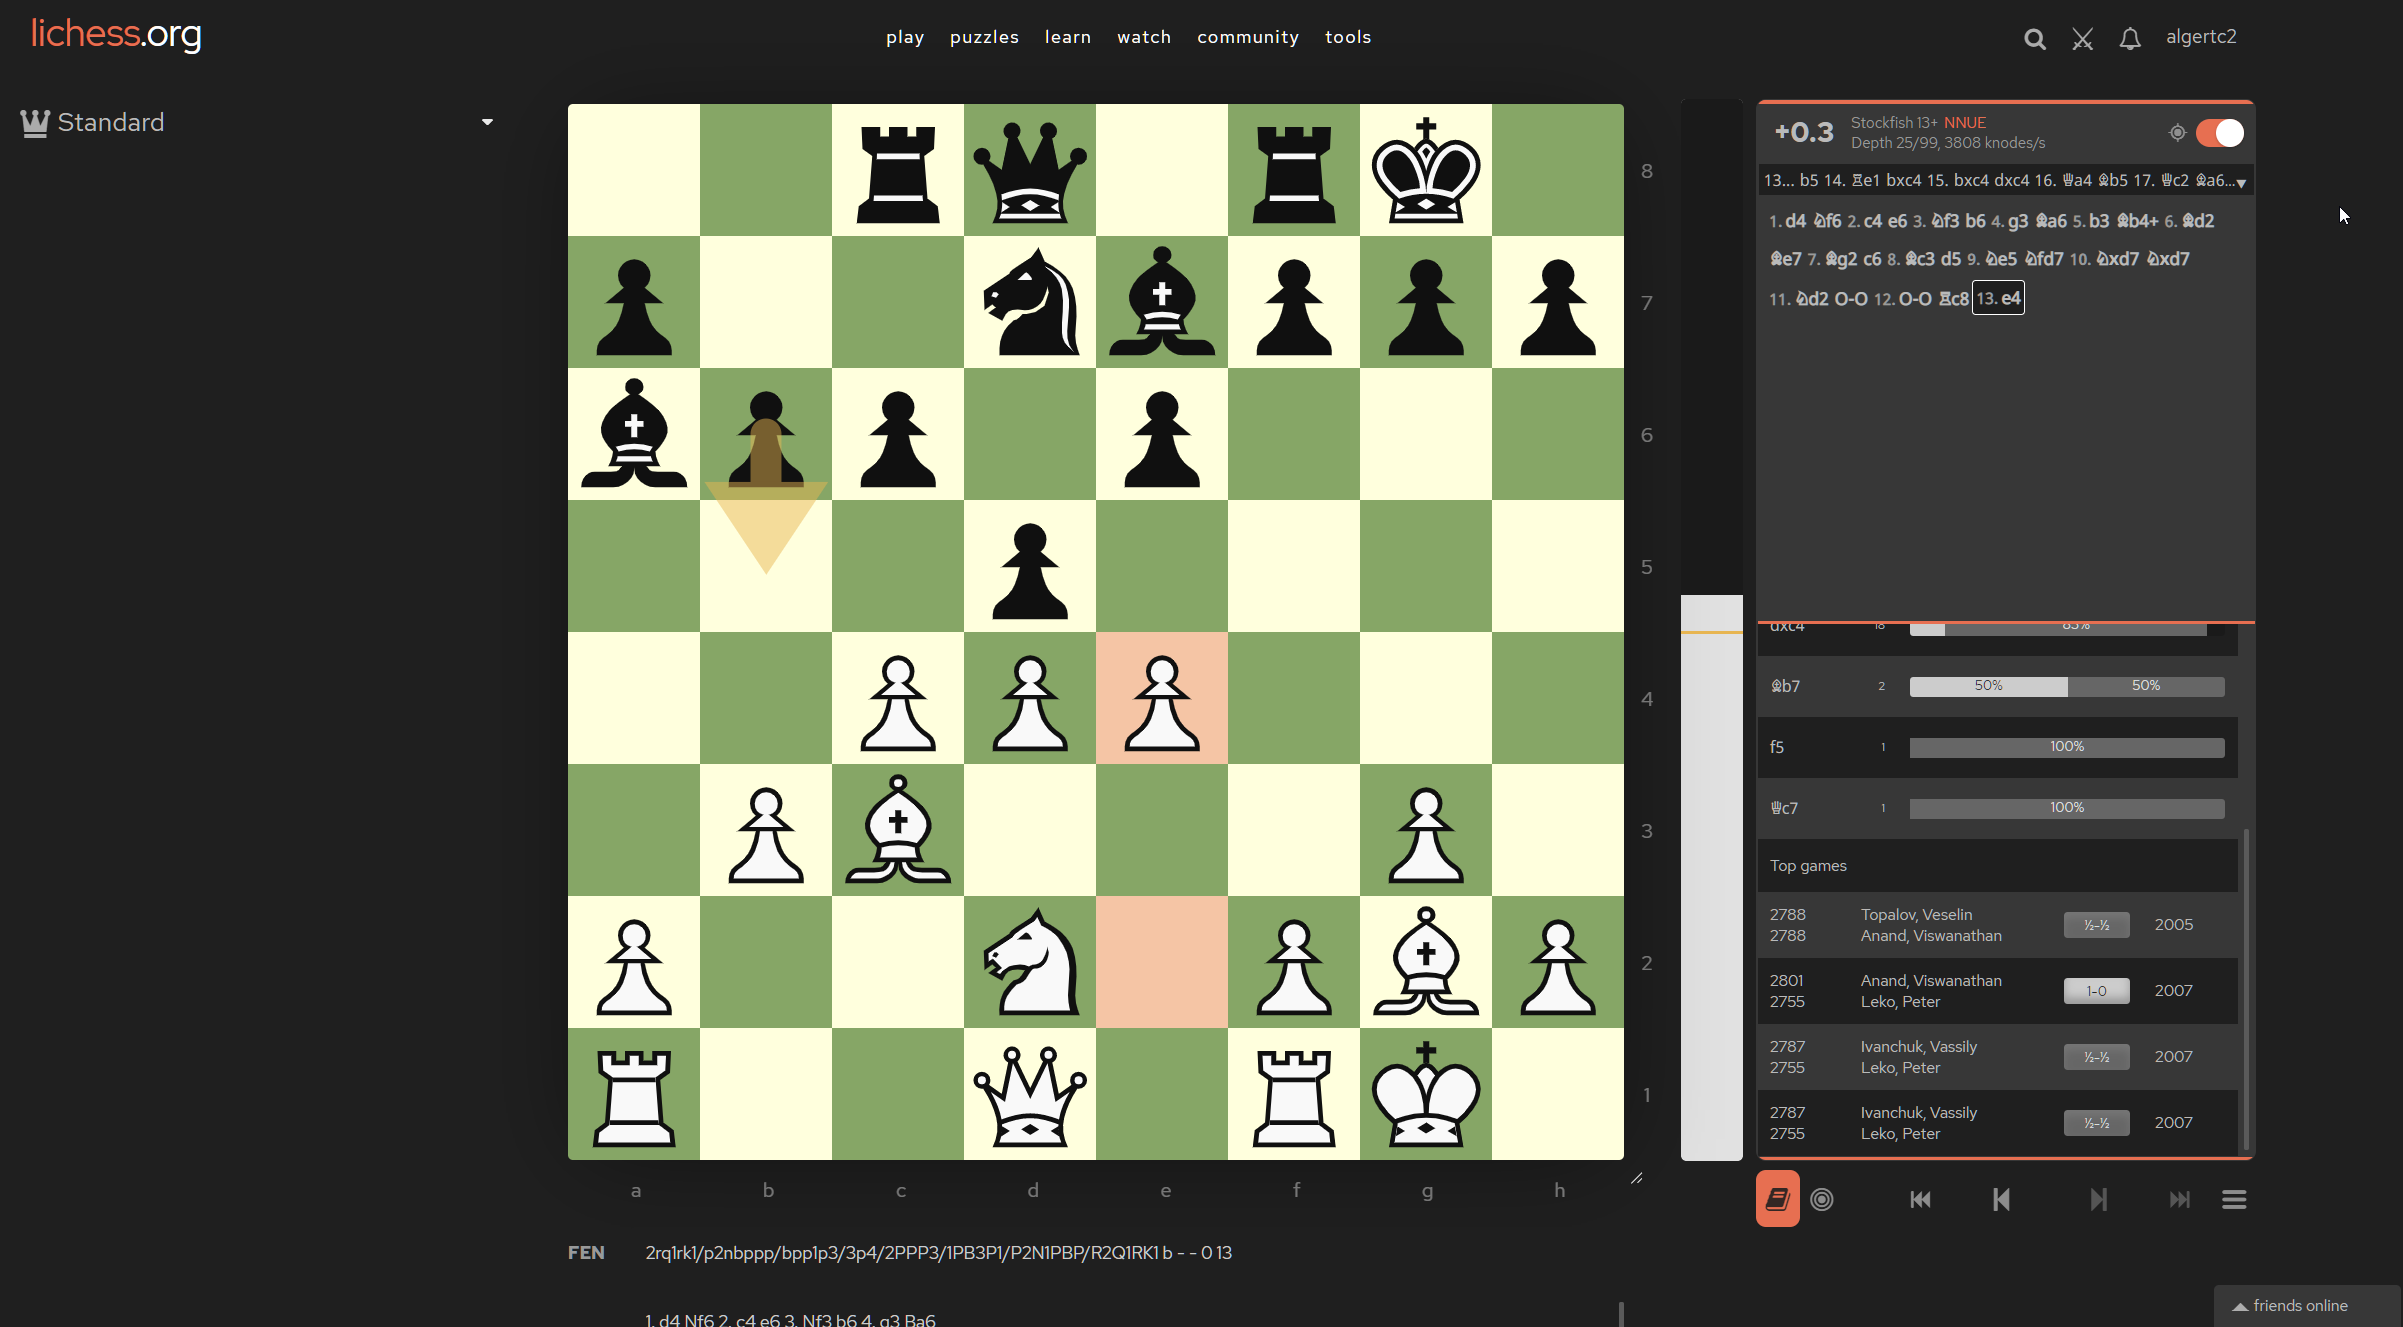 lichess.org
play puzzles learn watch community tools
algertc2
Standard
+0.3
Stockfish 13+ NNUE
Depth 25/99, 3808 knodes/s
13... b5 14. ♖e1 bxc4 15. bxc4 dxc4 16. ♕a4 ♗b5 17. ♕c2 ♗a6...
1. d4 ♘f6 2. c4 e6 3. ♘f3 b6 4. g3 ♗a6 5. b3 ♗b4+ 6. ♗d2
♗e7 7. ♗g2 c6 8. ♗c3 d5 9. ♘e5 ♘fd7 10. ♘xd7 ♘xd7
11. ♘d2 O-O 12. O-O ♖c8 13. e4
dxc4 18 83%
♗b7 2 50% 50%
f5 1 100%
♕c7 1 100%
Top games
2788 Topalov, Veselin
2788 Anand, Viswanathan
½-½ 2005
2801 Anand, Viswanathan
2755 Leko, Peter
1-0 2007
2787 Ivanchuk, Vassily
2755 Leko, Peter
½-½ 2007
2787 Ivanchuk, Vassily
2755 Leko, Peter
½-½ 2007
8
7
6
5
4
3
2
1
a b c d e f g h
FEN 2rq1rk1/p2nbppp/bpp1p3/3p4/2PPP3/1PB3P1/P2N1PBP/R2Q1RK1 b - - 0 13
1. d4 Nf6 2. c4 e6 3. Nf3 b6 4. g3 Ba6
friends online